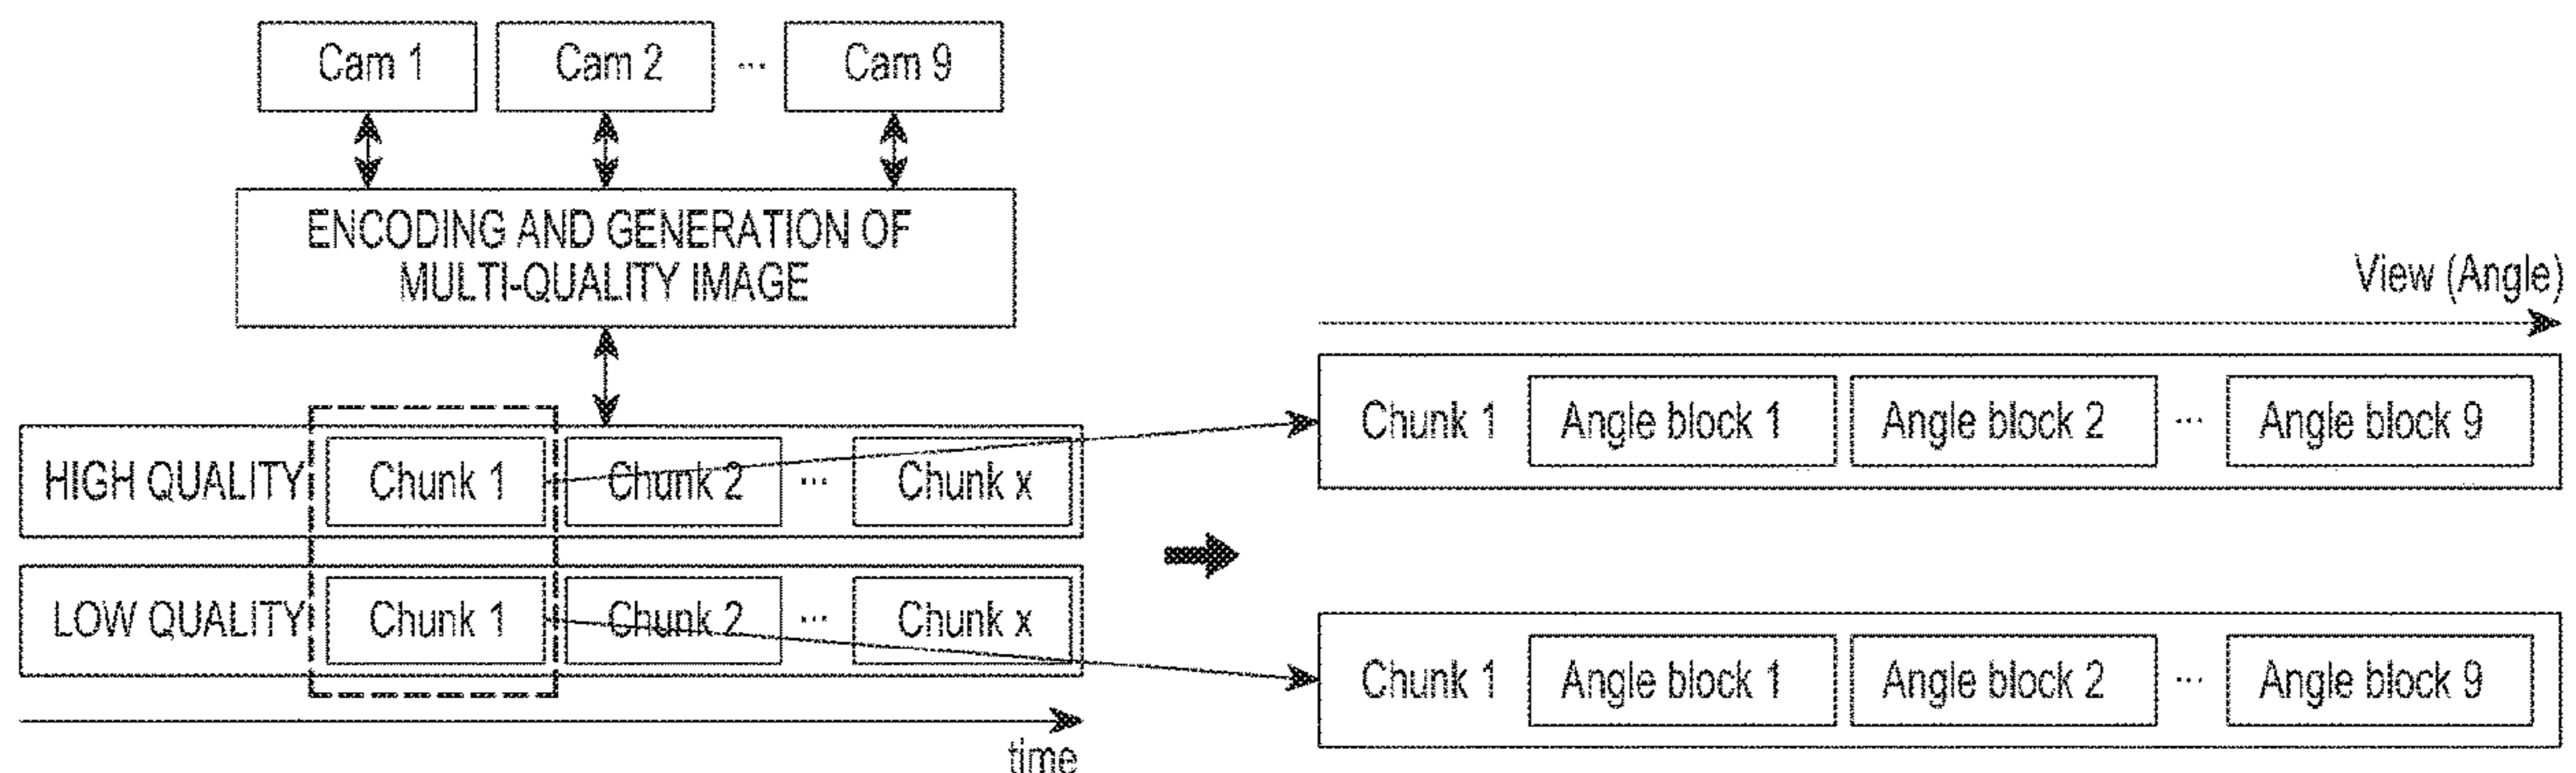 Cam 1 Cam 2 ... Cam 9
ENCODING AND GENERATION OF
MULTI-QUALITY IMAGE
HIGH QUALITY Chunk 1 Chunk 2 ... Chunk x
LOW QUALITY Chunk 1 Chunk 2 ... Chunk x
time
View (Angle)
Chunk 1 Angle block 1 Angle block 2 ... Angle block 9
Chunk 1 Angle block 1 Angle block 2 ... Angle block 9